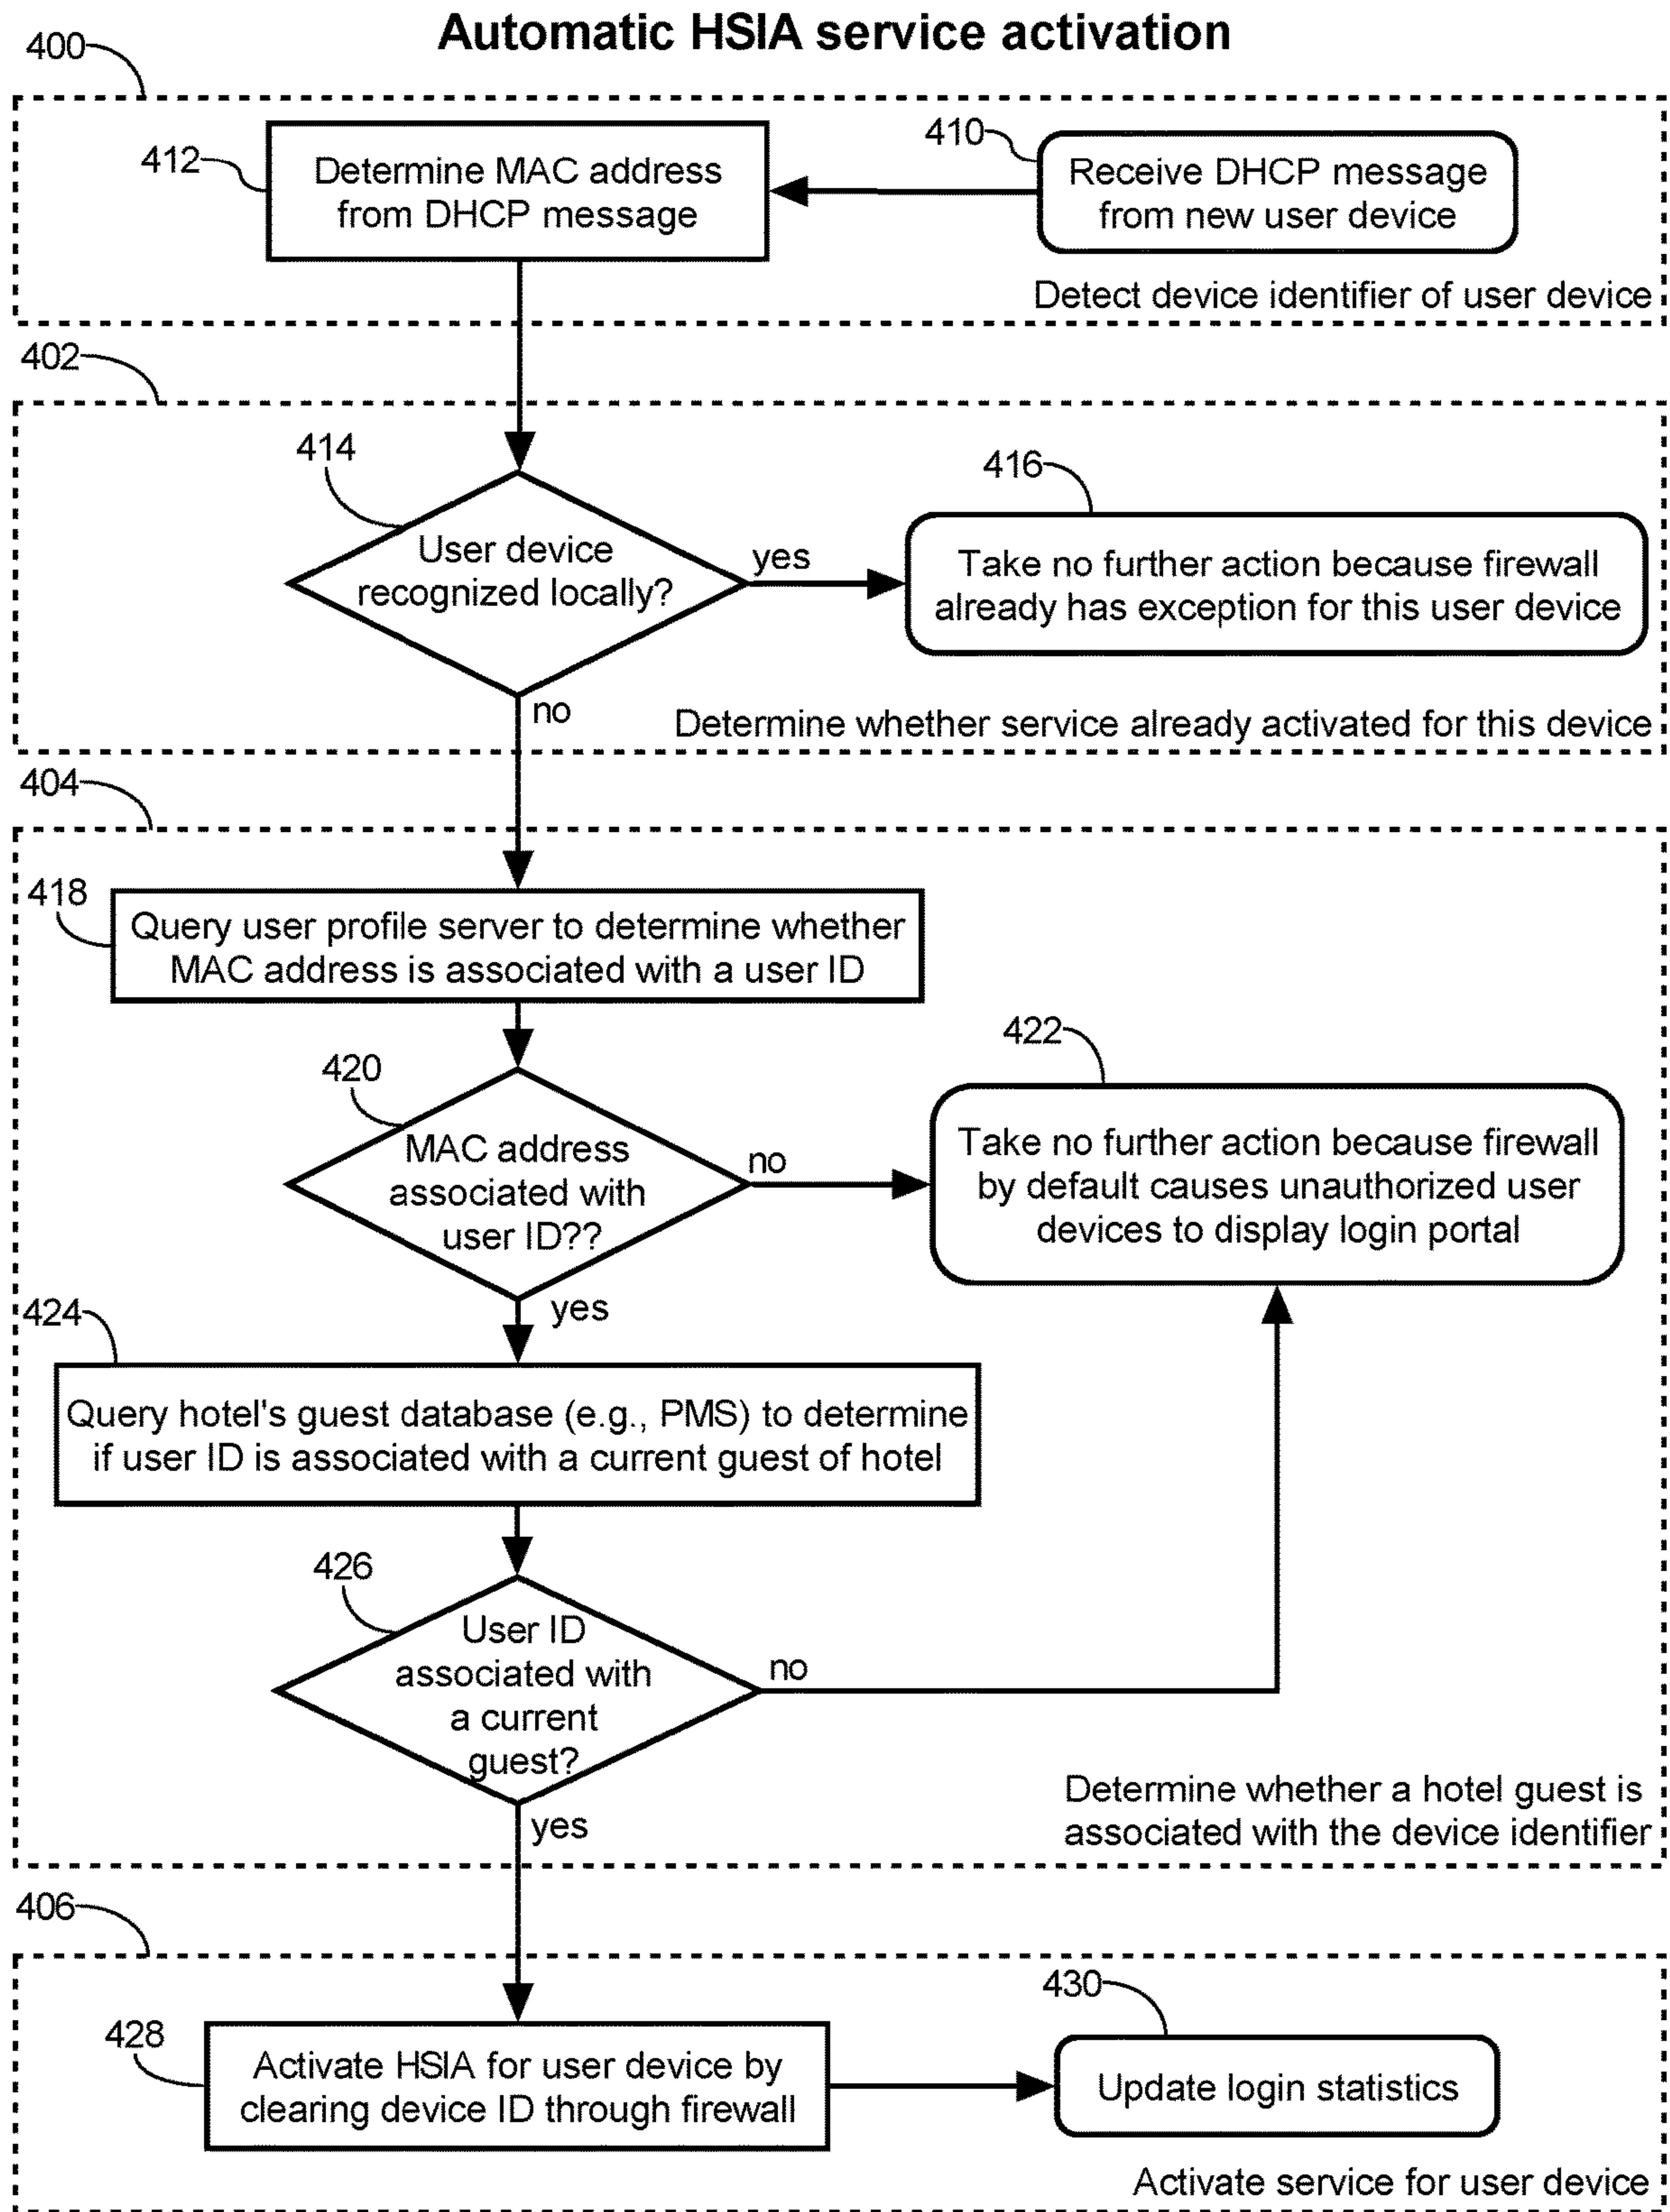 Automatic HSIA service activation
400
412
Determine MAC address
from DHCP message
410
Receive DHCP message
from new user device
Detect device identifier of user device
402
414
User device
recognized locally?
yes
416
Take no further action because firewall
already has exception for this user device
no
Determine whether service already activated for this device
404
418
Query user profile server to determine whether
MAC address is associated with a user ID
420
MAC address
associated with
user ID??
no
422
Take no further action because firewall
by default causes unauthorized user
devices to display login portal
yes
424
Query hotel's guest database (e.g., PMS) to determine
if user ID is associated with a current guest of hotel
426
User ID
associated with
a current
guest?
no
yes
Determine whether a hotel guest is
associated with the device identifier
406
428
Activate HSIA for user device by
clearing device ID through firewall
430
Update login statistics
Activate service for user device